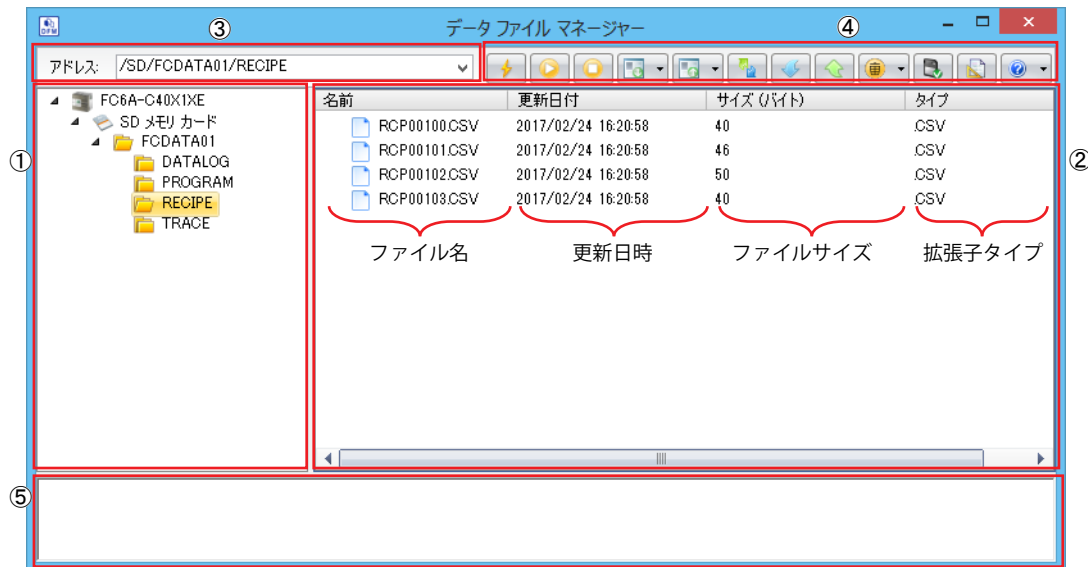 ③
データ ファイル マネージャー
④
DFM
アドレス: /SD/FCDATA01/RECIPE
①
FC6A-C40X1XE
SD メモリ カード
FCDATA01
DATALOG
PROGRAM
RECIPE
TRACE
②
名前 更新日付 サイズ (バイト) タイプ
RCP00100.CSV 2017/02/24 16:20:58 40 .CSV
RCP00101.CSV 2017/02/24 16:20:58 46 .CSV
RCP00102.CSV 2017/02/24 16:20:58 50 .CSV
RCP00103.CSV 2017/02/24 16:20:58 40 .CSV
ファイル名 更新日時 ファイルサイズ 拡張子タイプ
⑤